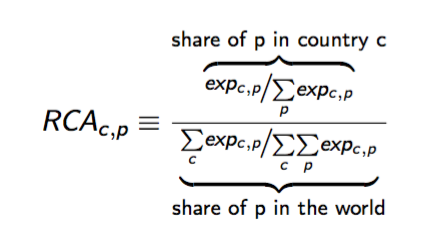 share of p in country c
exp_{c,p}/∑_p exp_{c,p}
RCA_{c,p} ≡
∑_c exp_{c,p}/∑_c ∑_p exp_{c,p}
share of p in the world